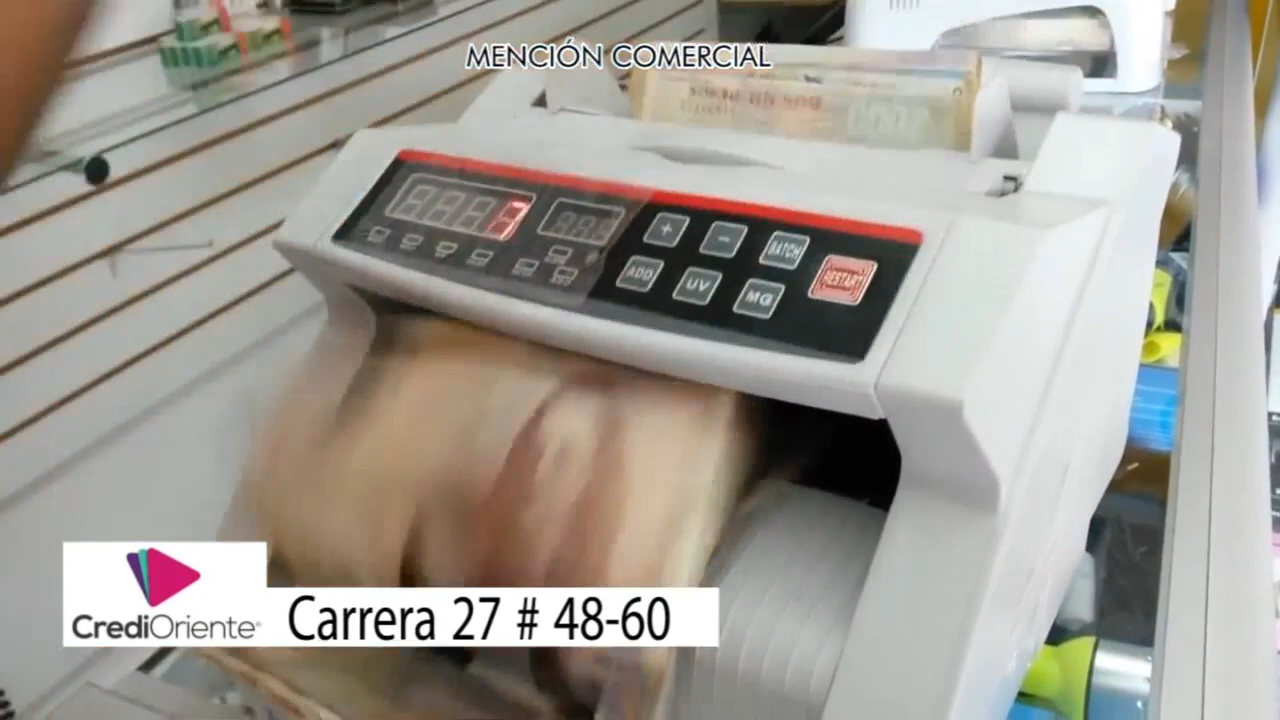 MENCIÓN COMERCIAL
+
-
BATCH
RESTART
ADD
UV
MG
CrediOriente
Carrera 27 # 48-60